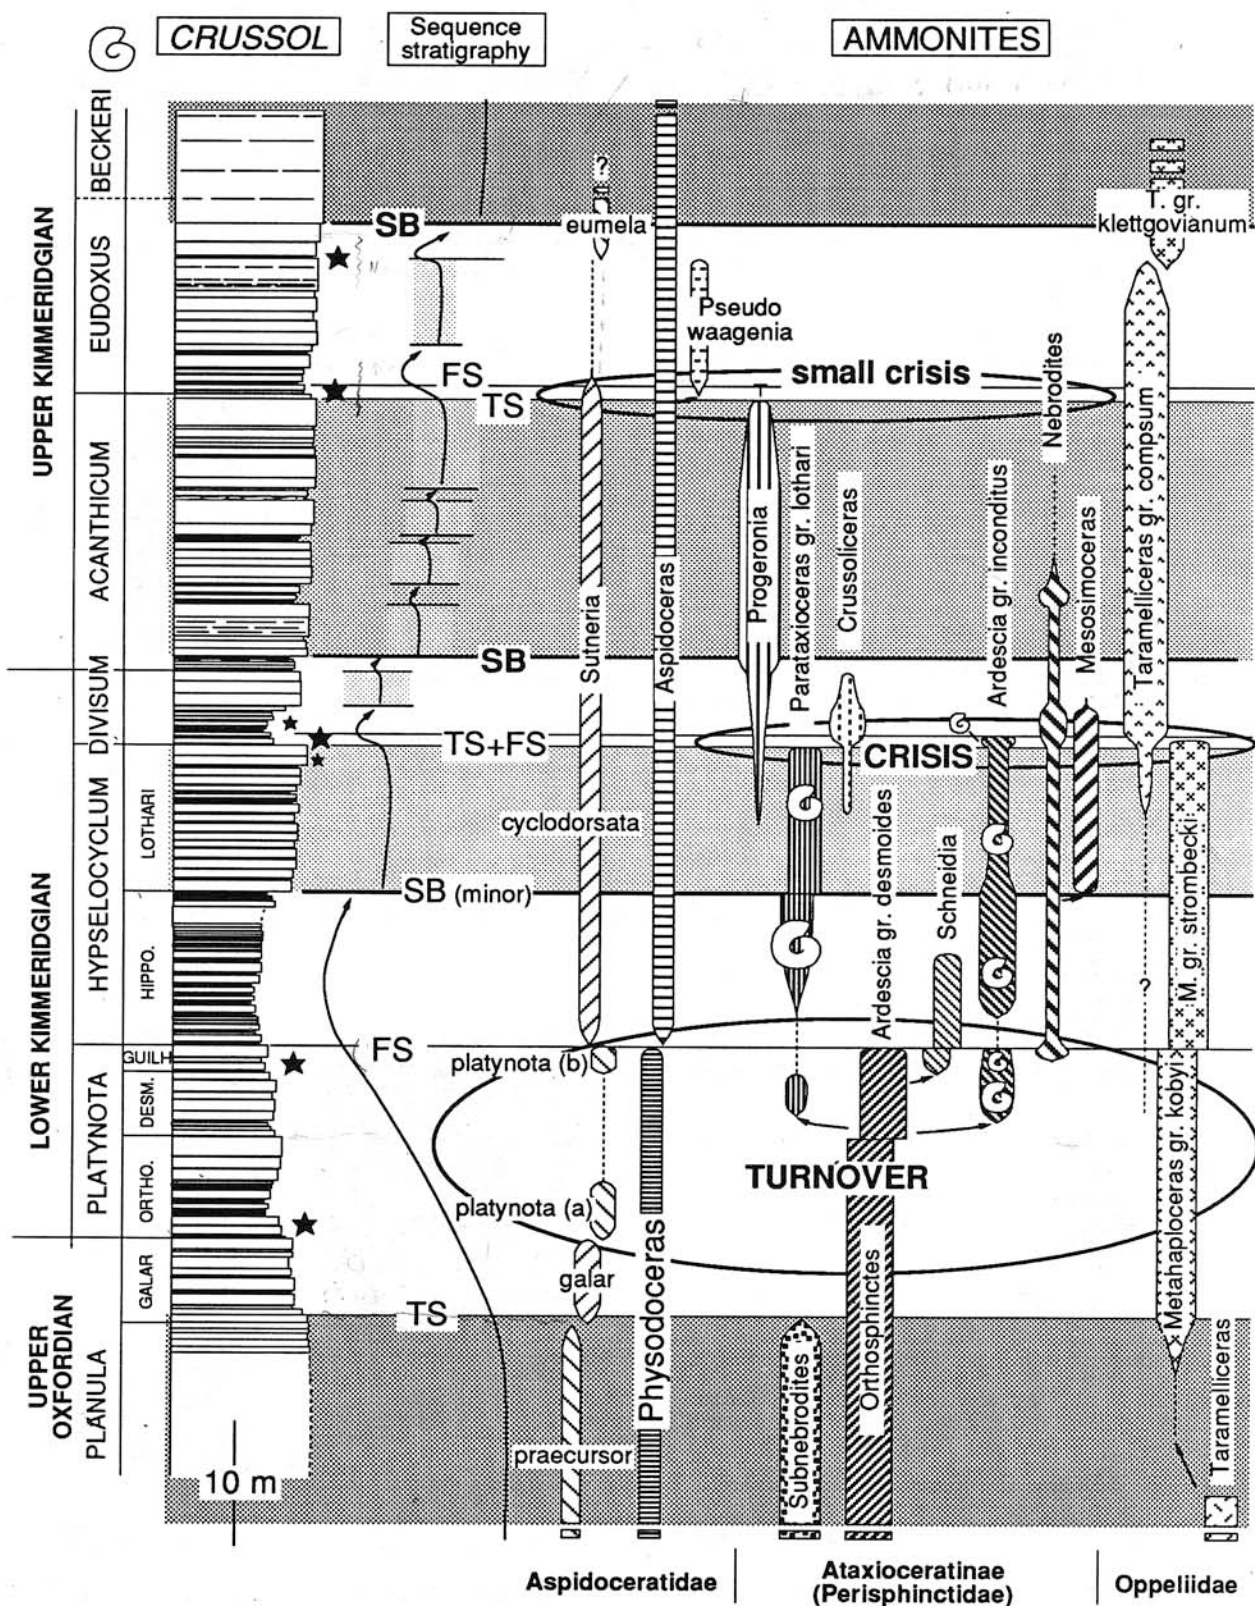 CRUSSOL
Sequence
stratigraphy
AMMONITES
UPPER KIMMERIDGIAN
LOWER KIMMERIDGIAN
UPPER
OXFORDIAN
BECKERI
EUDOXUS
ACANTHICUM
DIVISUM
HYPSELOCYCLUM
PLATYNOTA
PLANULA
LOTHARI
HIPPO.
GUILH
DESM.
ORTHO.
GALAR
10 m
SB
FS
TS
SB
TS+FS
SB (minor)
FS
TS
?
eumela
Pseudo
waagenia
T. gr.
klettgovianum
small crisis
Nebrodites
Sutneria
Aspidoceras
Progeronia
Parataxioceras gr. lothari
Crussoliceras
Ardescia gr. inconditus
Mesosimoceras
Taramelliceras gr. compsum
CRISIS
cyclodorsata
Ardescia gr. desmoides
Schneidia
M. gr. strombecki
?
platynota (b)
TURNOVER
platynota (a)
galar
Physodoceras
Orthosphinctes
Metahaploceras gr. kobyi
praecursor
Subnebrodites
Taramelliceras
Aspidoceratidae
Ataxioceratinae
(Perisphinctidae)
Oppeliidae